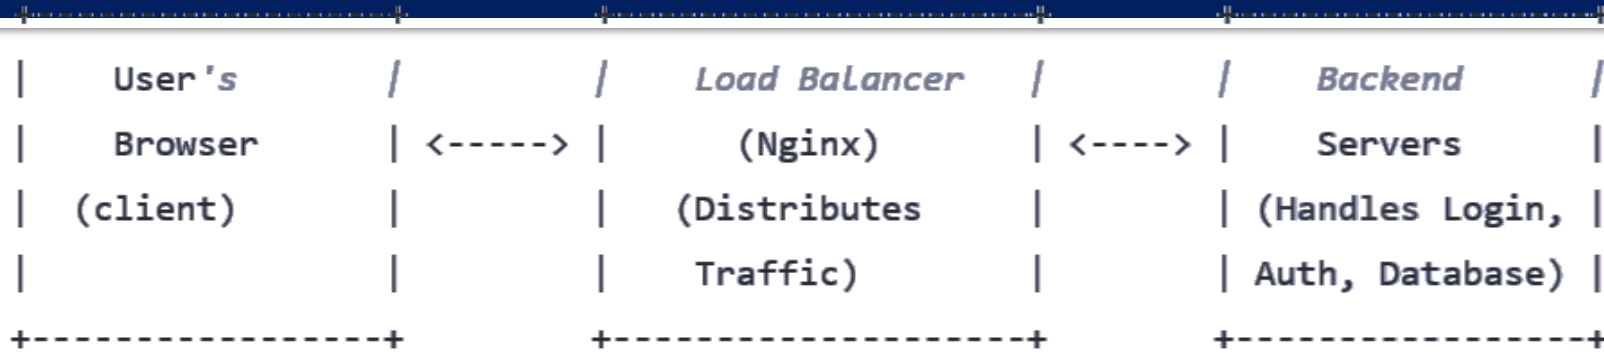 +-----------------+         +--------------------+        +-----------------+
|    User's       /         /    Load Balancer   /        /    Backend      /
|    Browser      | <-----> |      (Nginx)       | <----> |    Servers      |
|  (client)       |         |   (Distributes     |        | (Handles Login, |
|                 |         |    Traffic)        |        | Auth, Database) |
+-----------------+         +--------------------+        +-----------------+